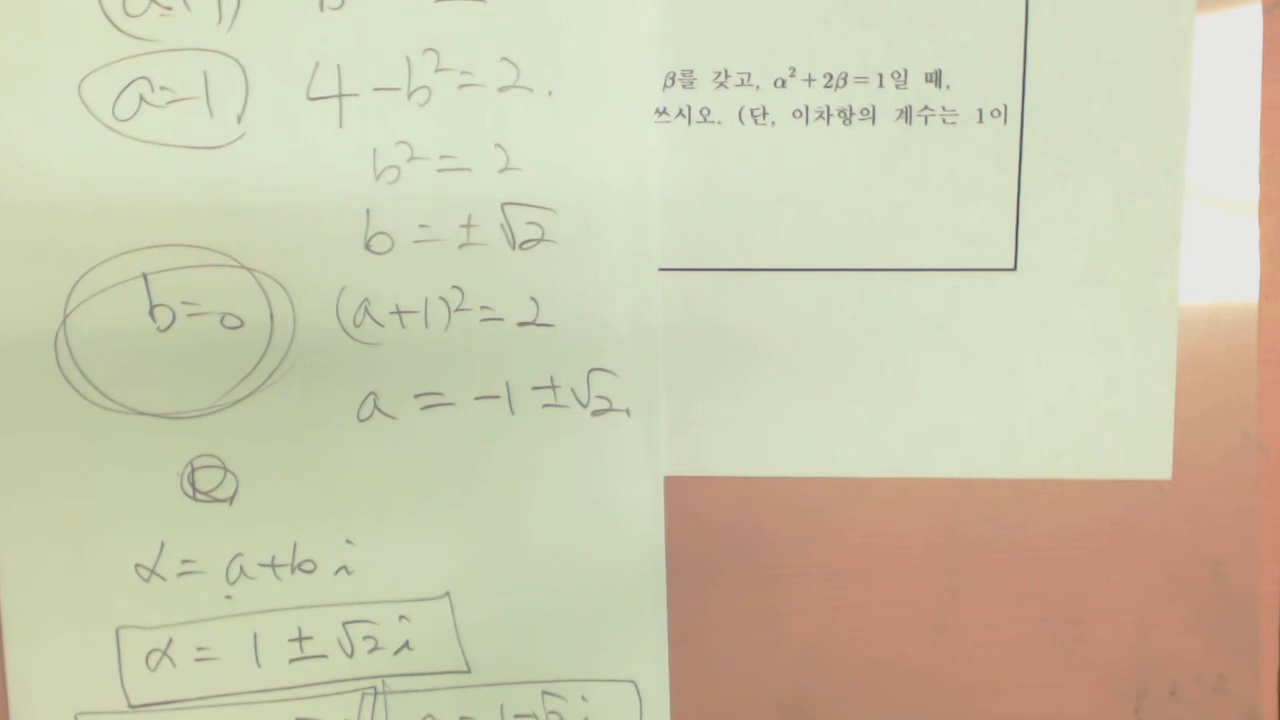 a=1
4-b²=2.
b²=2
b=±√2
b=0
(a+1)²=2
a=-1±√2.
α=a+bi
α=1±√2i
β를 갖고, α²+2β=1일 때,
쓰시오. (단, 이차항의 계수는 1이